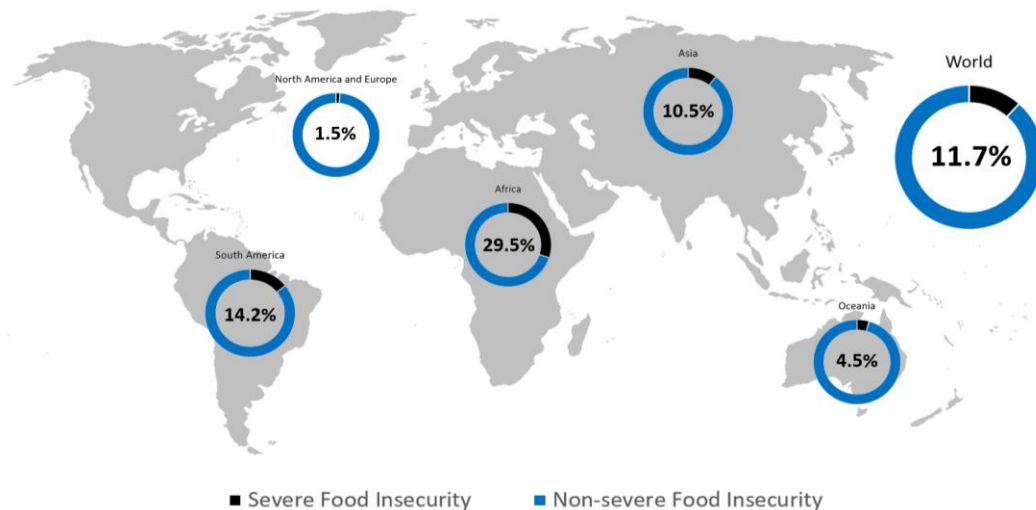 North America and Europe
1.5%
Asia
10.5%
World
11.7%
Africa
29.5%
South America
14.2%
Oceania
4.5%
Severe Food Insecurity
Non-severe Food Insecurity